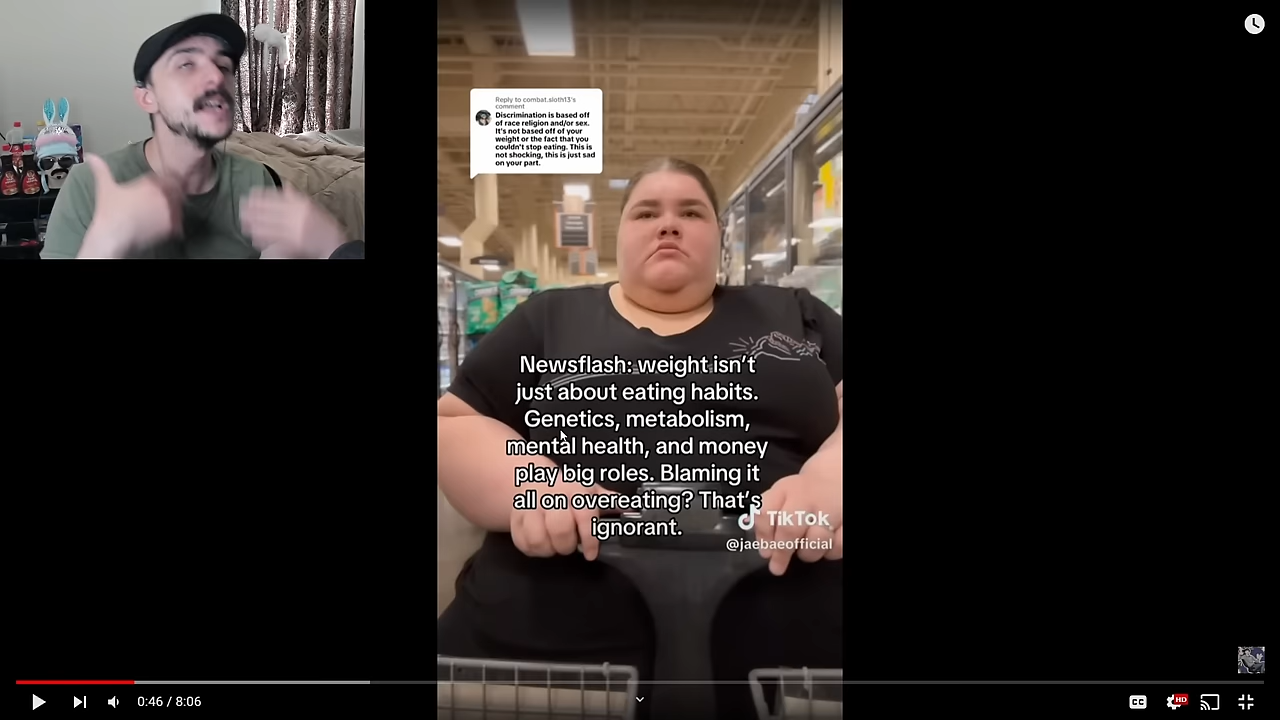 Reply to combat.sloth13's
comment
Discrimination is based off
of race religion and/or sex.
It's not based off of your
weight or the fact that you
couldn't stop eating. This is
not shocking, this is just sad
on your part.
Newsflash: weight isn't
just about eating habits.
Genetics, metabolism,
mental health, and money
play big roles. Blaming it
all on overeating? That's
ignorant.
TikTok
@jaebaeofficial
0:46 / 8:06
CC
HD